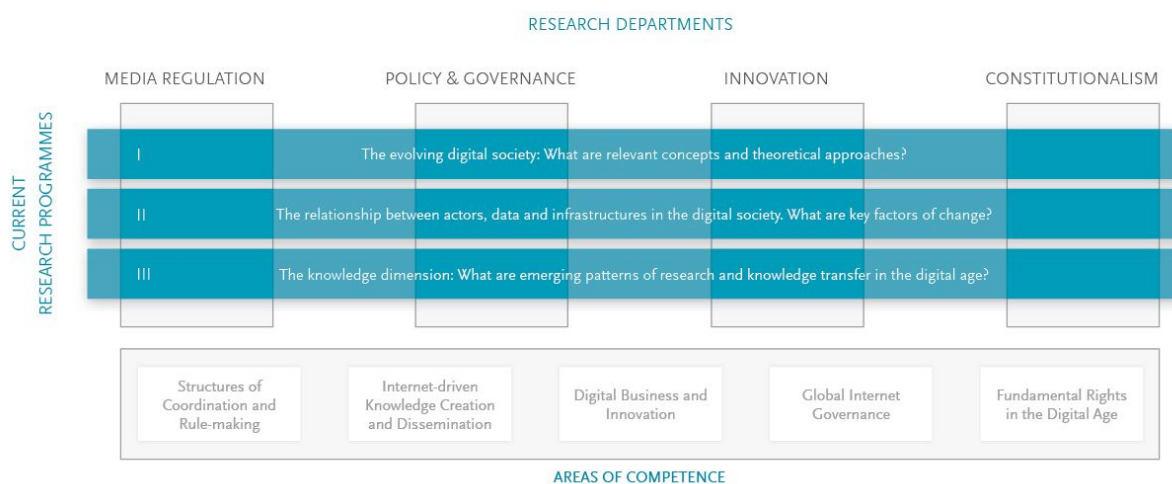 RESEARCH DEPARTMENTS
MEDIA REGULATION
POLICY & GOVERNANCE
INNOVATION
CONSTITUTIONALISM
CURRENT
RESEARCH PROGRAMMES
I
The evolving digital society: What are relevant concepts and theoretical approaches?
II
The relationship between actors, data and infrastructures in the digital society. What are key factors of change?
III
The knowledge dimension: What are emerging patterns of research and knowledge transfer in the digital age?
Structures of
Coordination and
Rule-making
Internet-driven
Knowledge Creation
and Dissemination
Digital Business and
Innovation
Global Internet
Governance
Fundamental Rights
in the Digital Age
AREAS OF COMPETENCE